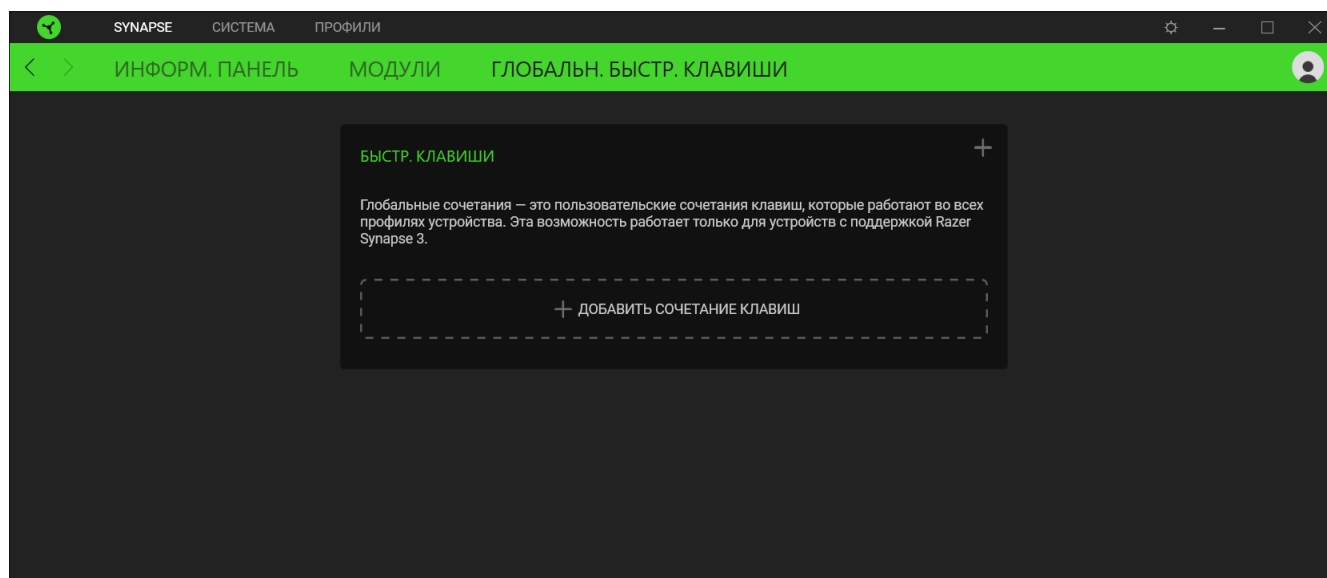 SYNAPSE СИСТЕМА ПРОФИЛИ
ИНФОРМ. ПАНЕЛЬ МОДУЛИ ГЛОБАЛЬН. БЫСТР. КЛАВИШИ
БЫСТР. КЛАВИШИ
Глобальные сочетания — это пользовательские сочетания клавиш, которые работают во всех
профилях устройства. Эта возможность работает только для устройств с поддержкой Razer
Synapse 3.
ДОБАВИТЬ СОЧЕТАНИЕ КЛАВИШ